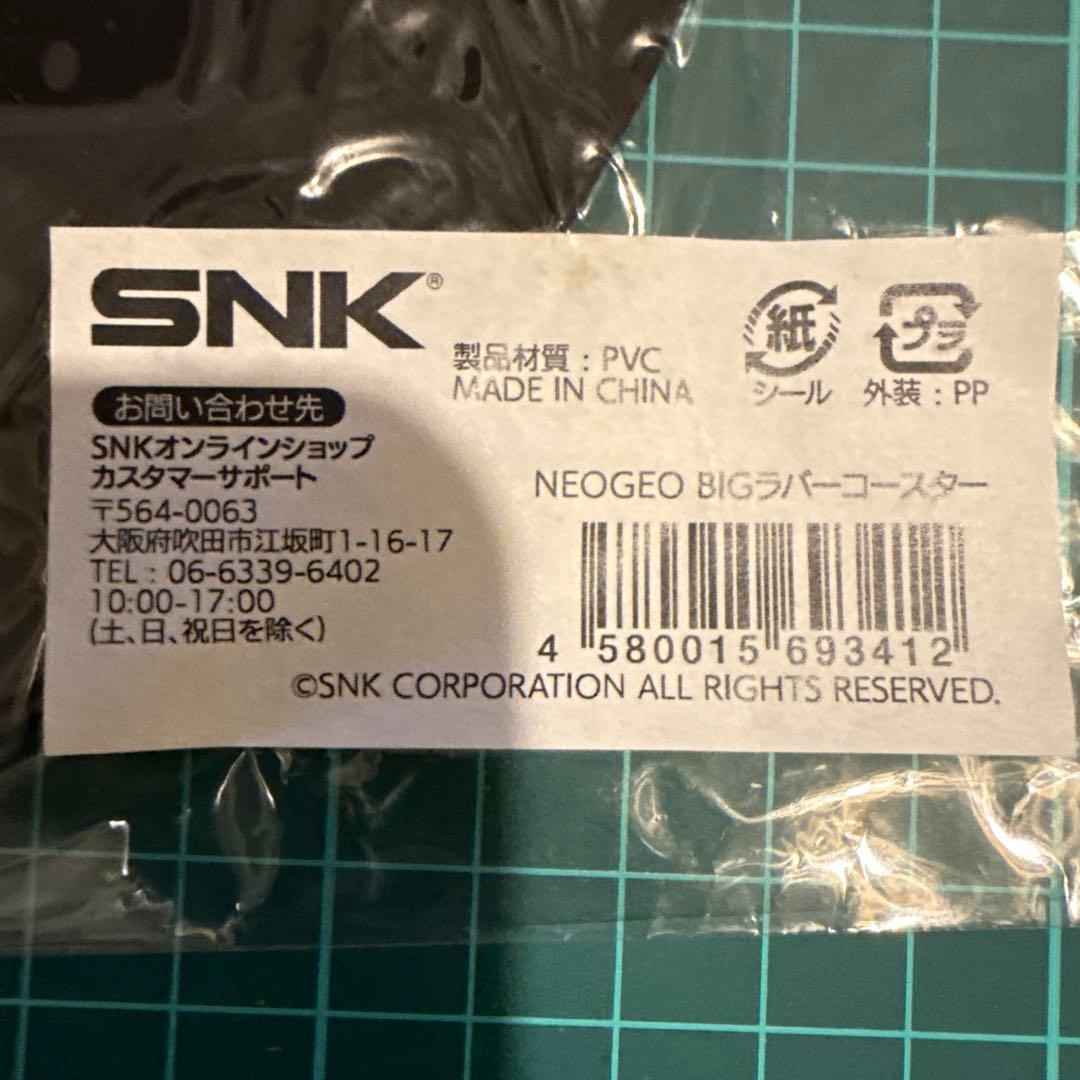 SNK®
お問い合わせ先
SNKオンラインショップ
カスタマーサポート
〒564-0063
大阪府吹田市江坂町1-16-17
TEL：06-6339-6402
10:00-17:00
(土、日、祝日を除く)
製品材質：PVC
MADE IN CHINA
紙
シール
プラ
外装：PP
NEOGEO BIGラバーコースター
4 580015 693412
©SNK CORPORATION ALL RIGHTS RESERVED.